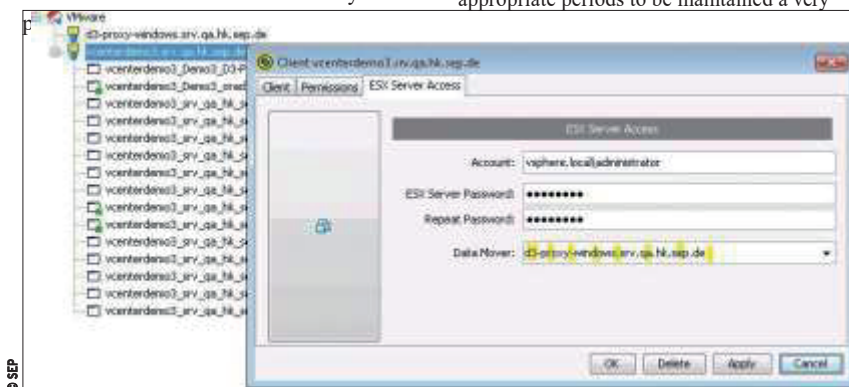 appropriate periods to be maintained a very
p
VMware
d3-proxy-windows.srv.qa.hk.sep.de
vcenterdemo3.srv.qa.hk.sep.de
vcenterdemo3_Demo3_D3-P
vcenterdemo3_Demo3_
vcenterdemo3_srv_qa_hk_s
vcenterdemo3_srv_qa_hk_s
vcenterdemo3_srv_qa_hk_s
vcenterdemo3_srv_qa_hk_s
vcenterdemo3_srv_qa_hk_s
vcenterdemo3_srv_qa_hk_s
vcenterdemo3_srv_qa_hk_s
vcenterdemo3_srv_qa_hk_s
vcenterdemo3_srv_qa_hk_s
vcenterdemo3_srv_qa_hk_s
vcenterdemo3_srv_qa_hk_s
vcenterdemo3_srv_qa_hk_s
vcenterdemo3_srv_qa_hk_s
Client vcenterdemo3.srv.qa.hk.sep.de
Client Permissions ESX Server Access
ESX Server Access
Account: vsphere.local\administrator
ESX Server Password: ●●●●●●●●
Repeat Password: ●●●●●●●●
Data Mover: d3-proxy-windows.srv.qa.hk.sep.de
OK Delete Apply Cancel
© SEP